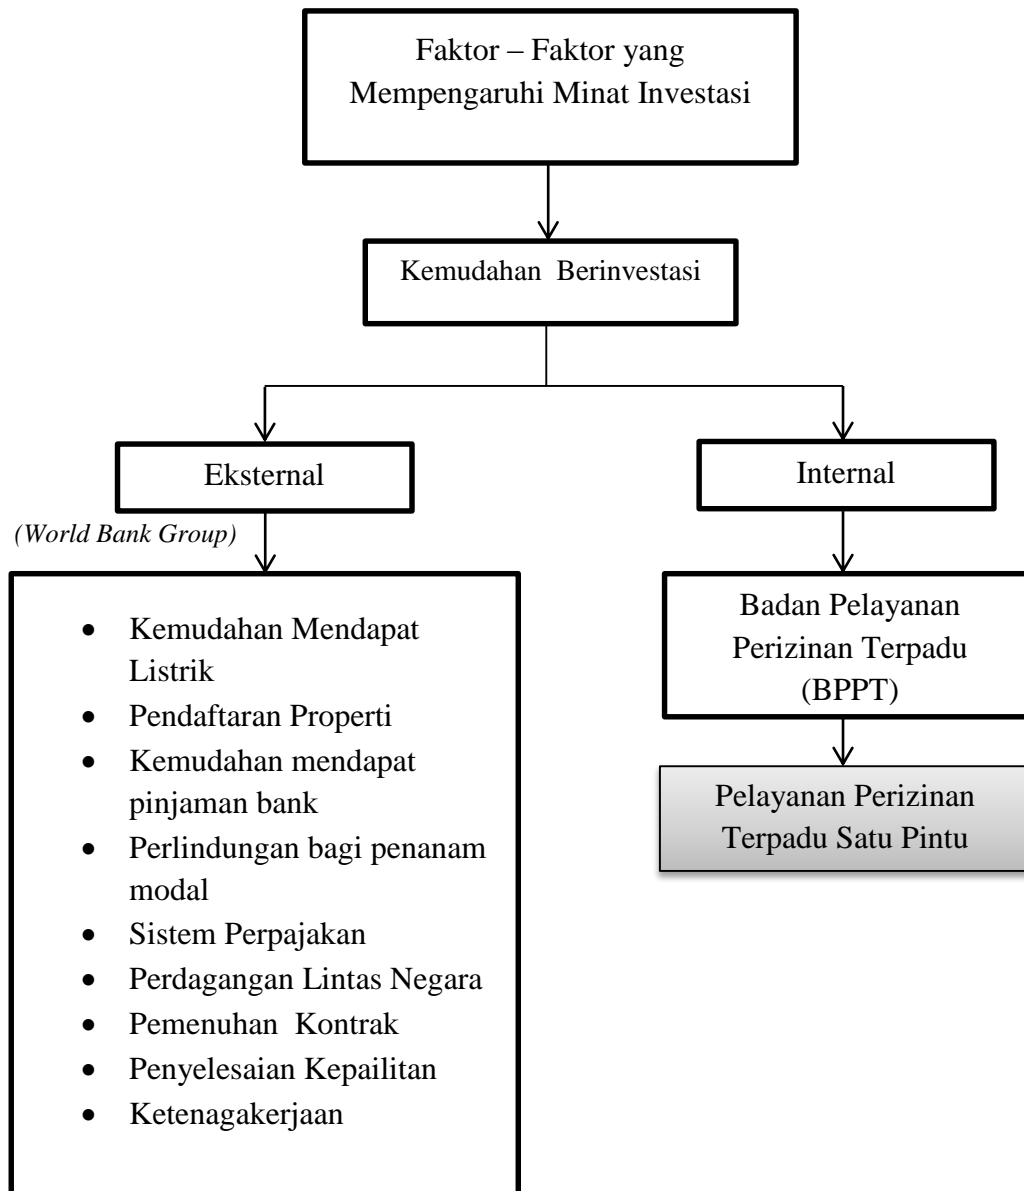 Faktor – Faktor yang
Mempengaruhi Minat Investasi
Kemudahan  Berinvestasi
Eksternal
Internal
(World Bank Group)
• Kemudahan Mendapat
Listrik
• Pendaftaran Properti
• Kemudahan mendapat
pinjaman bank
• Perlindungan bagi penanam
modal
• Sistem Perpajakan
• Perdagangan Lintas Negara
• Pemenuhan  Kontrak
• Penyelesaian Kepailitan
• Ketenagakerjaan
Badan Pelayanan
Perizinan Terpadu
(BPPT)
Pelayanan Perizinan
Terpadu Satu Pintu